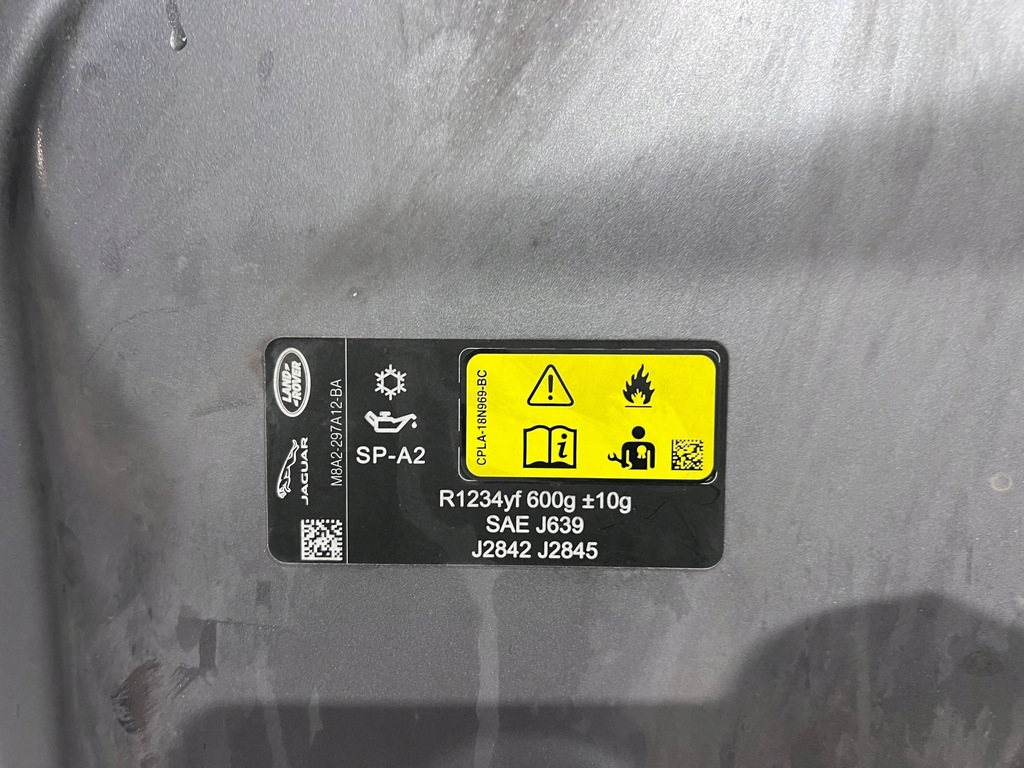 LAND-
-ROVER
JAGUAR
M8A2-297A12-BA
SP-A2
CPLA-18N969-BC
i
R1234yf 600g ±10g
SAE J639
J2842 J2845